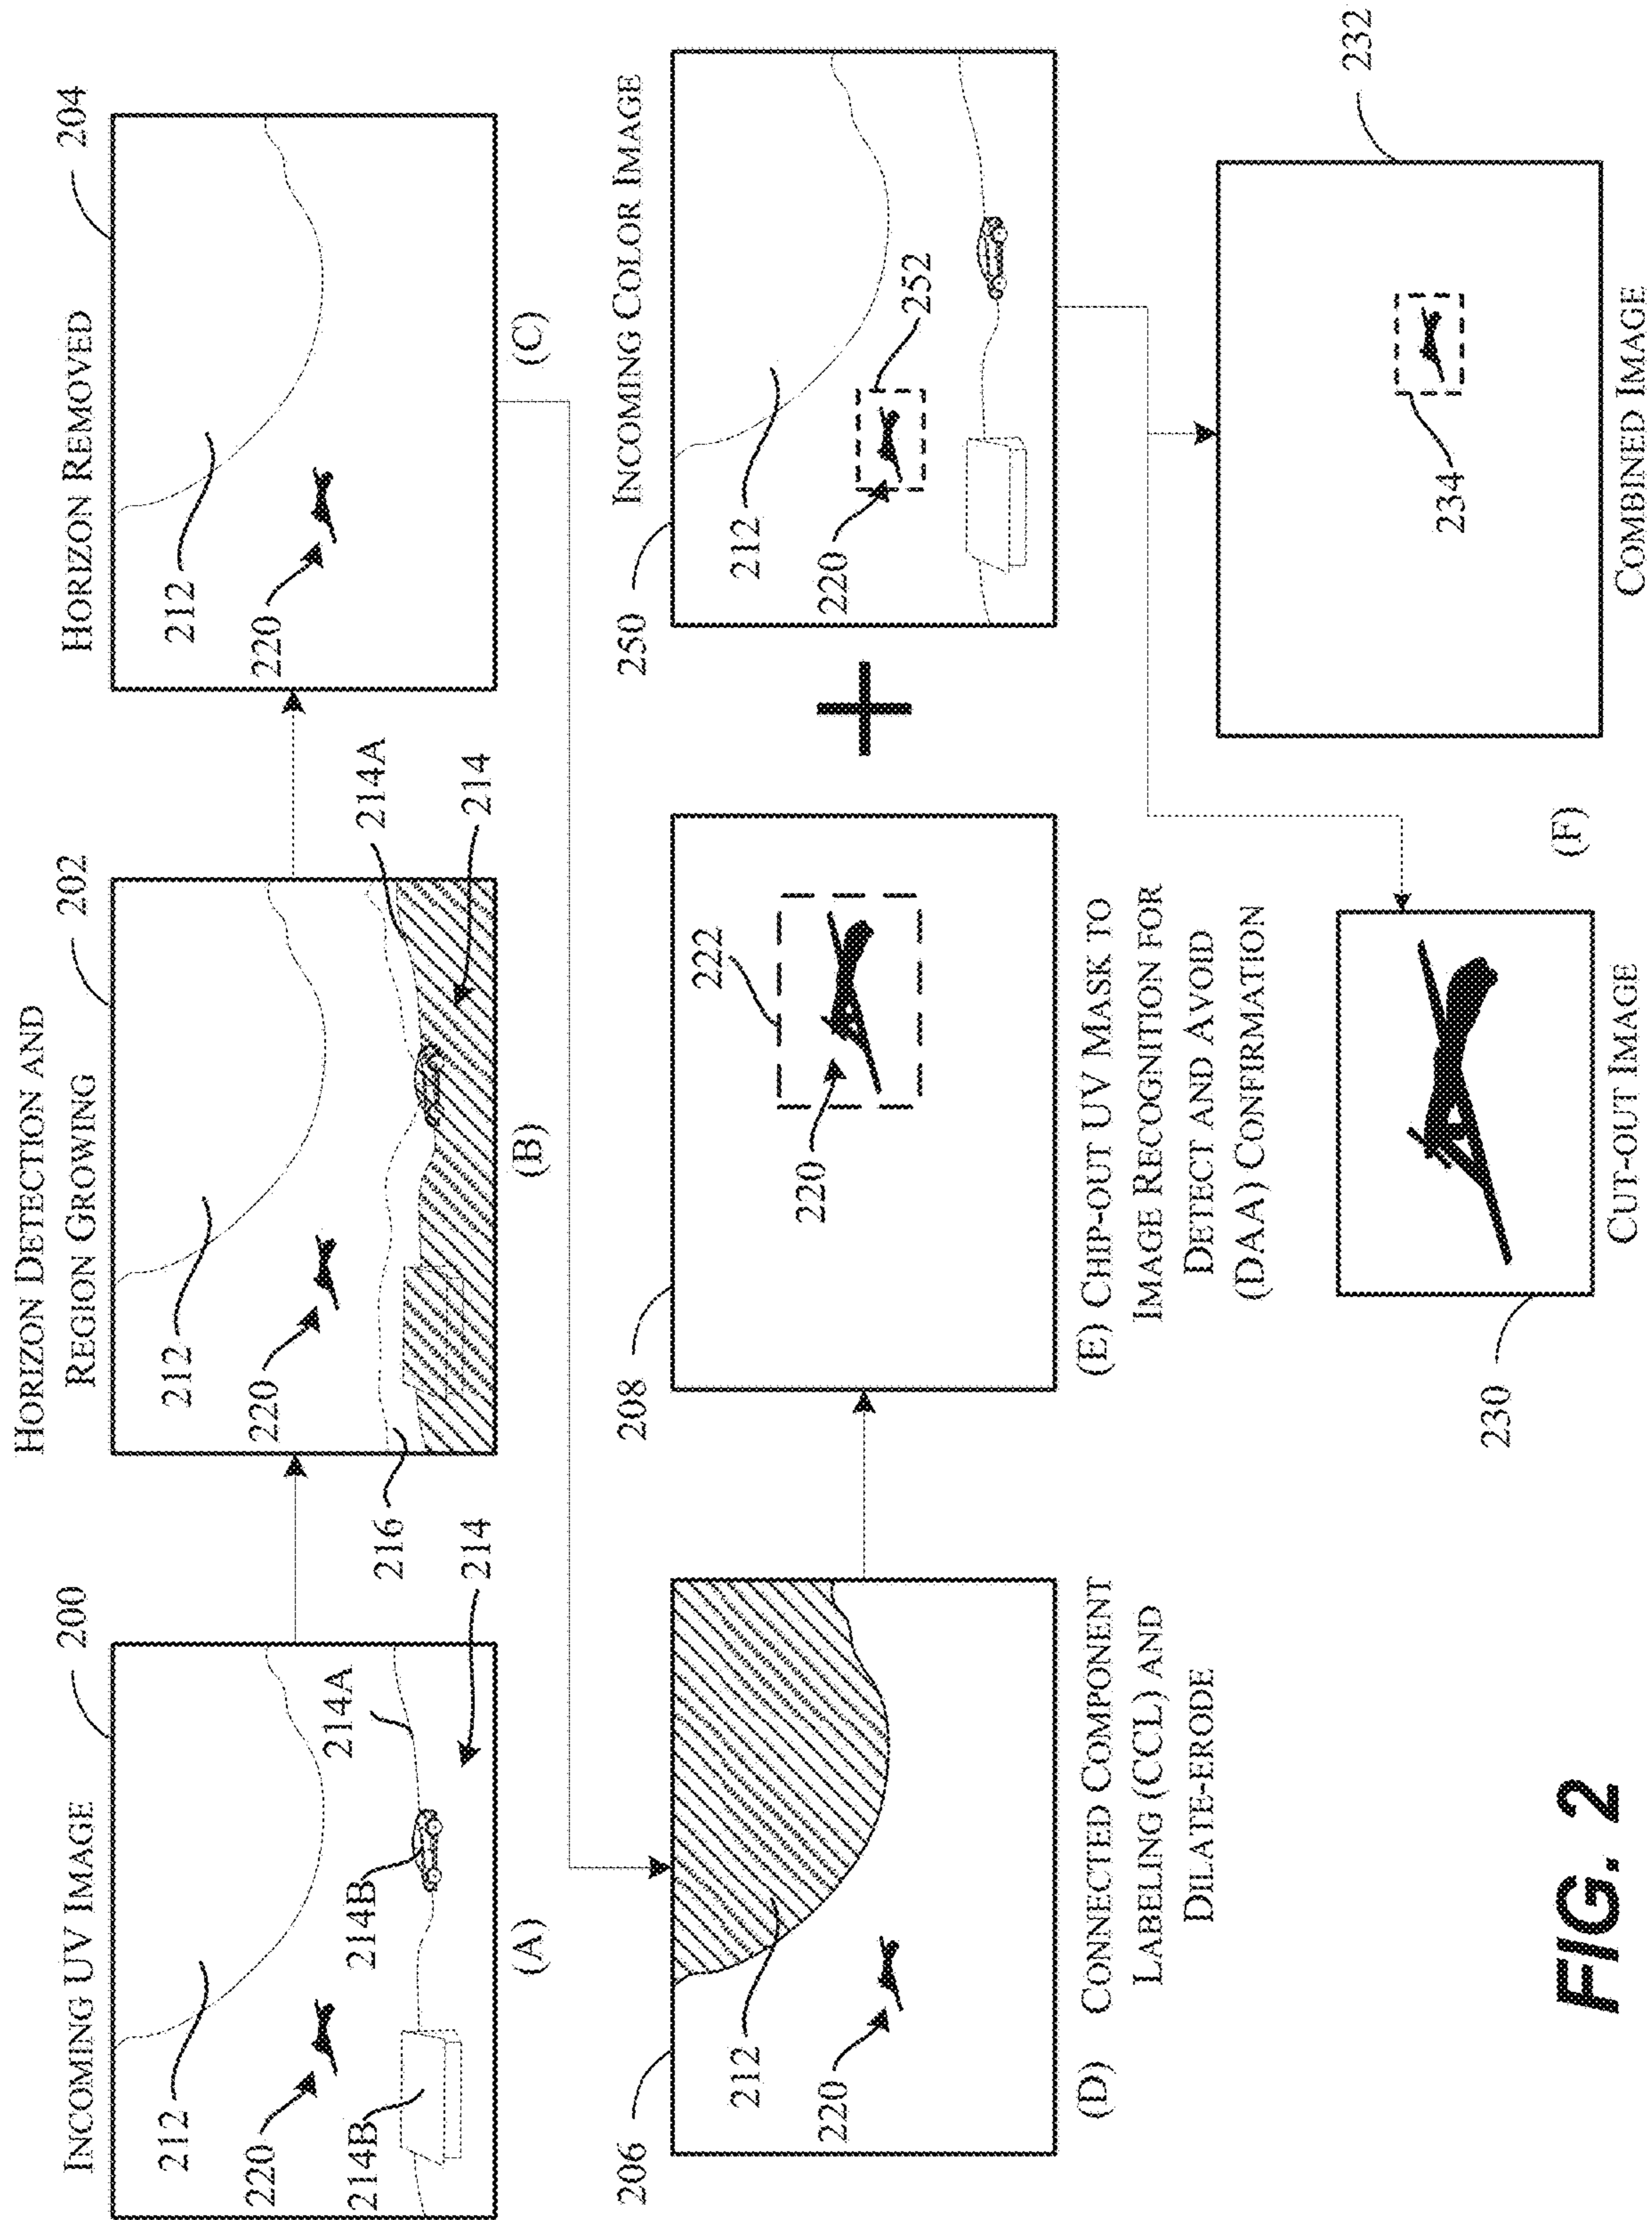 INCOMING UV IMAGE
200
212
220
214B
214B
214A
214
(A)
HORIZON DETECTION AND
REGION GROWING
202
212
220
216
214A
214
(B)
HORIZON REMOVED
204
212
220
(C)
206
212
220
(D) CONNECTED COMPONENT
LABELING (CCL) AND
DILATE-ERODE
208
222
220
(E) CHIP-OUT UV MASK TO
IMAGE RECOGNITION FOR
DETECT AND AVOID
(DAA) CONFIRMATION
+
INCOMING COLOR IMAGE
250
212
220
252
230
CUT-OUT IMAGE
(F)
232
234
COMBINED IMAGE
FIG. 2